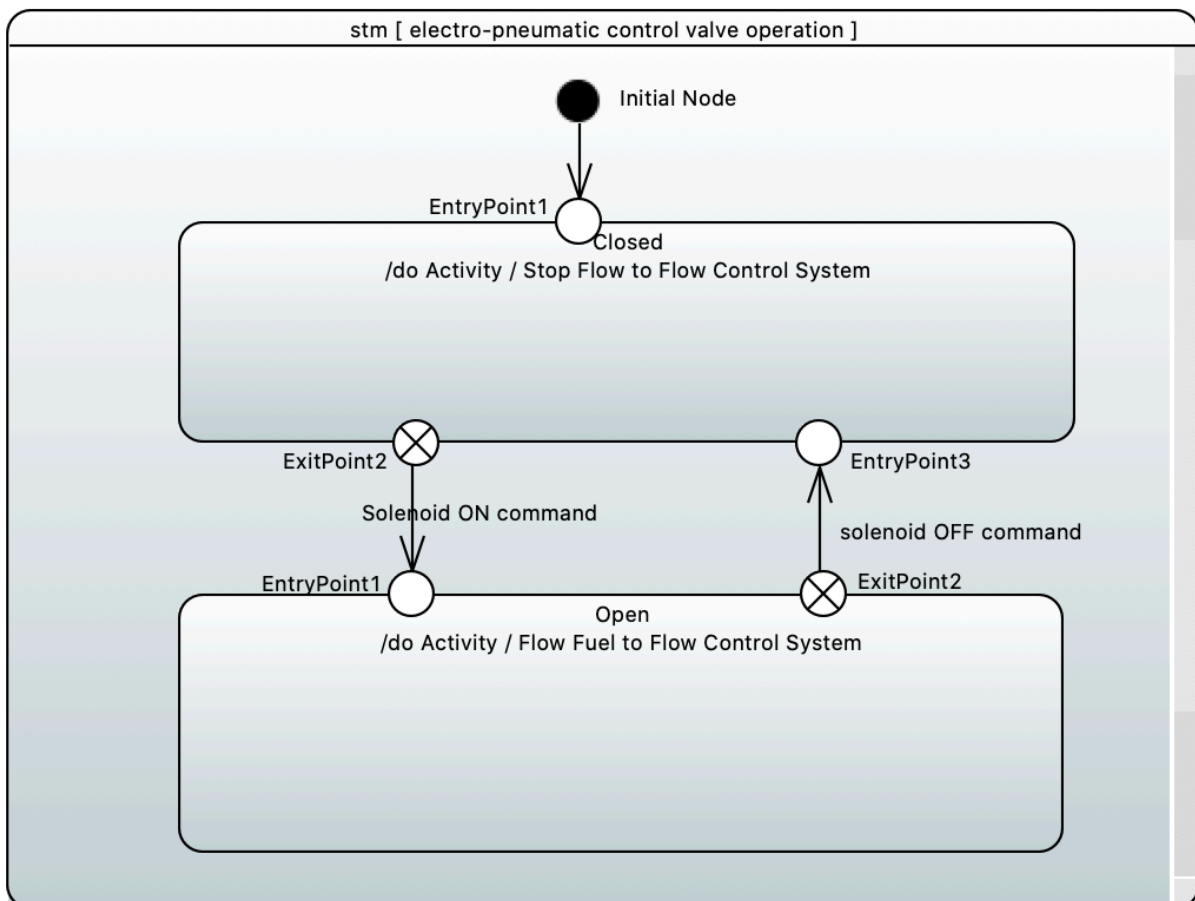 stm [ electro-pneumatic control valve operation ]
Initial Node
EntryPoint1
Closed
/do Activity / Stop Flow to Flow Control System
ExitPoint2
EntryPoint3
Solenoid ON command
solenoid OFF command
EntryPoint1
ExitPoint2
Open
/do Activity / Flow Fuel to Flow Control System